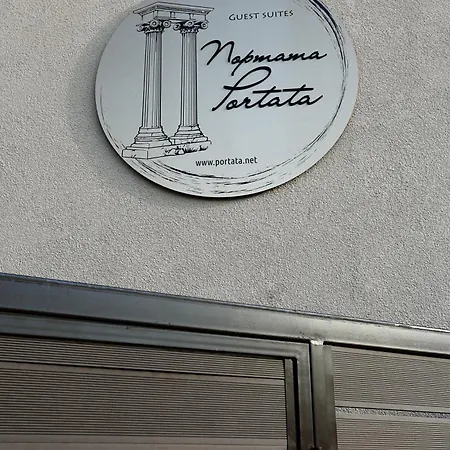 GUEST SUITES
Портата
Portata
www.portata.net